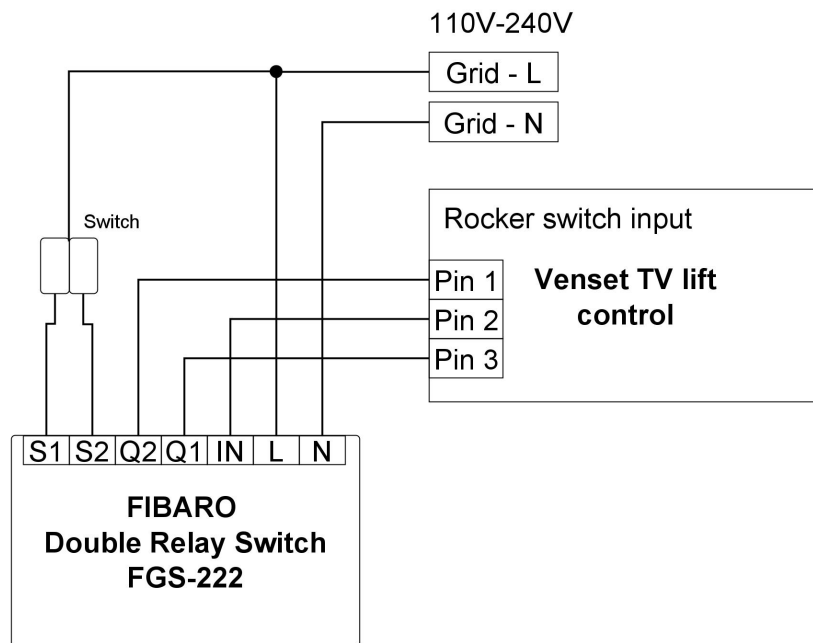 110V-240V
Grid - L
Grid - N
Switch
Rocker switch input
Venset TV lift
control
Pin 1
Pin 2
Pin 3
S1 S2 Q2 Q1 IN L N
FIBARO
Double Relay Switch
FGS-222